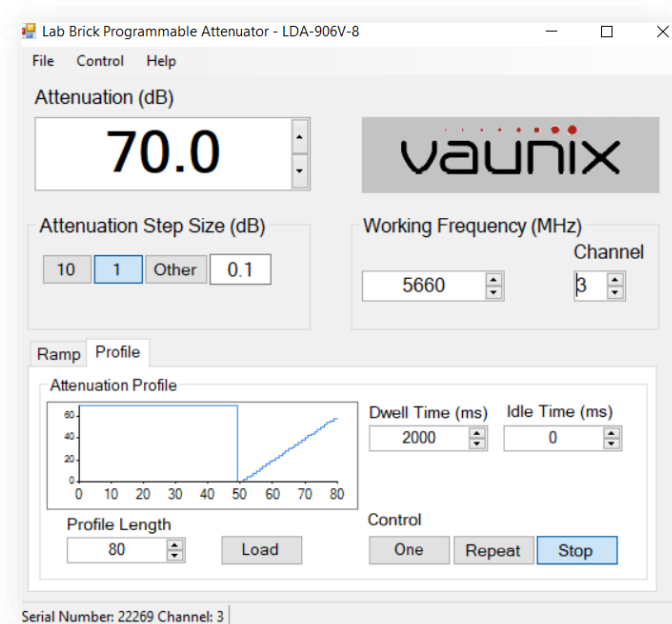 Lab Brick Programmable Attenuator - LDA-906V-8
File Control Help
Attenuation (dB)
70.0
vaunix
Attenuation Step Size (dB)
10 1 Other 0.1
Working Frequency (MHz)
Channel
5660 3
Ramp Profile
Attenuation Profile
60
40
20
0
0 10 20 30 40 50 60 70 80
Dwell Time (ms) Idle Time (ms)
2000 0
Profile Length
80 Load
Control
One Repeat Stop
Serial Number: 22269 Channel: 3